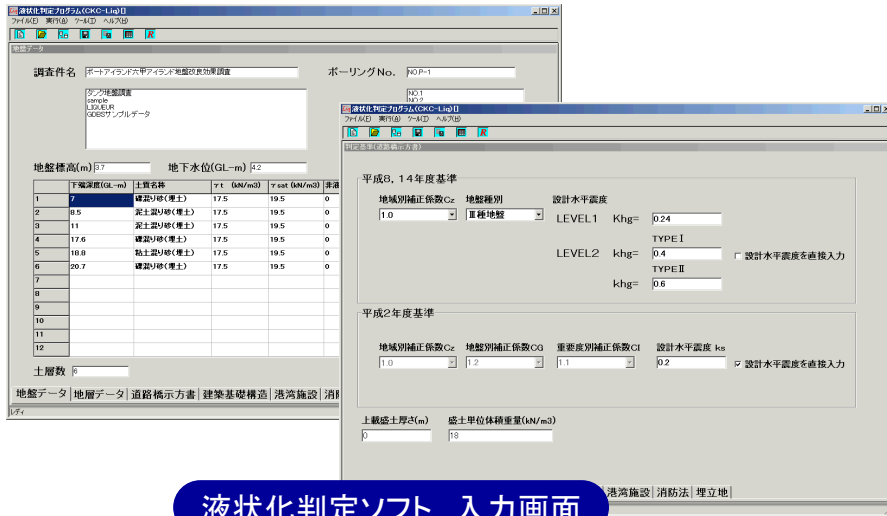 液状化判定プログラム(CKC-Liq)[]
ファイル(F) 実行(A) ツール(T) ヘルプ(H)
地盤データ
調査件名 ポートアイランド六甲アイランド地盤改良効果調査 ボーリングNo. NO.P-1
タンク地盤調査
sample
LIQUEUR
GDBSサンプルデータ
NO.1
NO.2
地盤標高(m) 3.7 地下水位(GL-m) 4.2
下端深度(GL-m) 土質名称 γt (kN/m3) γsat (kN/m3) 非液
1 7 礫混り砂(埋土) 17.5 19.5 0
2 8.5 泥土混り砂(埋土) 17.5 19.5 0
3 11 泥土混り砂(埋土) 17.5 19.5 0
4 17.6 礫混り砂(埋土) 17.5 19.5 0
5 18.8 粘土混り砂(埋土) 17.5 19.5 0
6 20.7 礫混り砂(埋土) 17.5 19.5 0
7
8
9
10
11
12
土層数 6
地盤データ 地層データ 道路橋示方書 建築基礎構造 港湾施設 消
レディ
液状化判定プログラム(CKC-Liq)[]
ファイル(F) 実行(A) ツール(T) ヘルプ(H)
判定基準(道路橋示方書)
平成8,14年度基準
地域別補正係数Cz 地盤種別 設計水平震度
1.0 Ⅲ種地盤 LEVEL1 Khg= 0.24
TYPEⅠ
LEVEL2 khg= 0.4 設計水平震度を直接入力
TYPEⅡ
khg= 0.6
平成2年度基準
地域別補正係数Cz 地盤別補正係数CG 重要度別補正係数CI 設計水平震度 ks
1.0 1.2 1.1 0.2 設計水平震度を直接入力
上載盛土厚さ(m) 盛土単位体積重量(kN/m3)
0 18
港湾施設 消防法 埋立地
液状化判定ソフト 入力画面